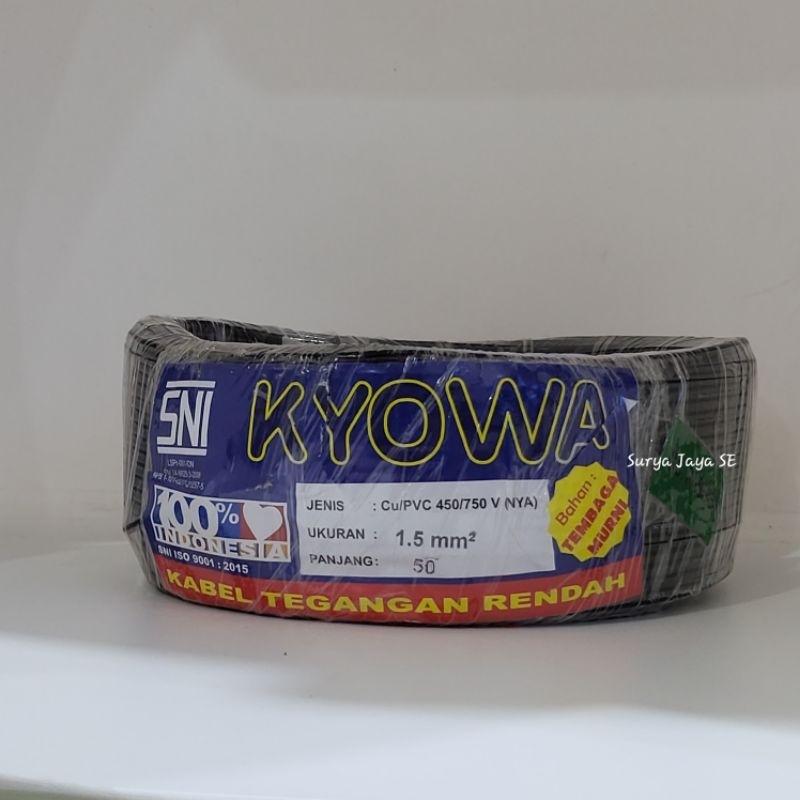 SNI
KYOWA
Surya Jaya SE
100%
INDONESIA
SNI ISO 9001 : 2015
JENIS : Cu/PVC 450/750 V (NYA)
UKURAN : 1.5 mm²
PANJANG: 50
Bahan :
TEMBAGA
MURNI
KABEL TEGANGAN RENDAH